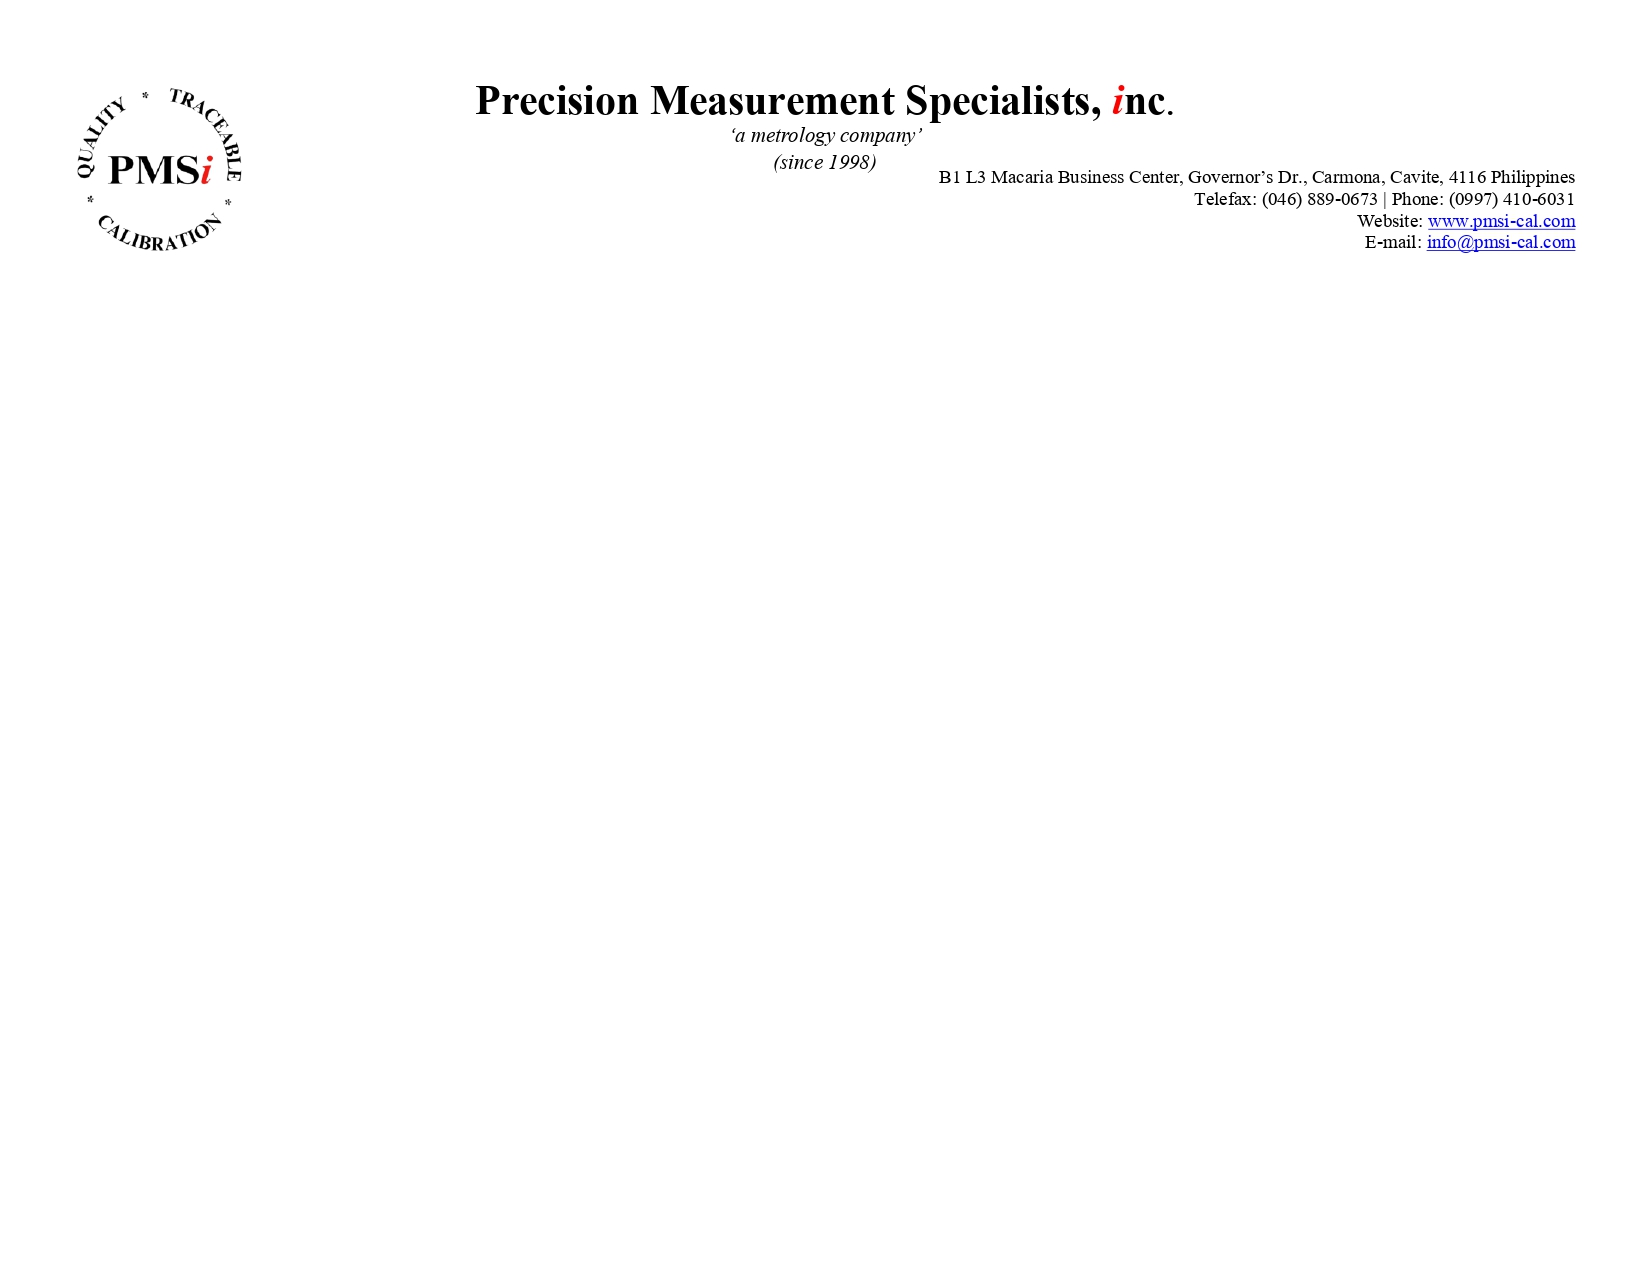 QUALITY * TRACEABLE * CALIBRATION *
PMSi
Precision Measurement Specialists, inc.
‘a metrology company’
(since 1998)
B1 L3 Macaria Business Center, Governor’s Dr., Carmona, Cavite, 4116 Philippines
Telefax: (046) 889-0673 | Phone: (0997) 410-6031
Website: www.pmsi-cal.com
E-mail: info@pmsi-cal.com